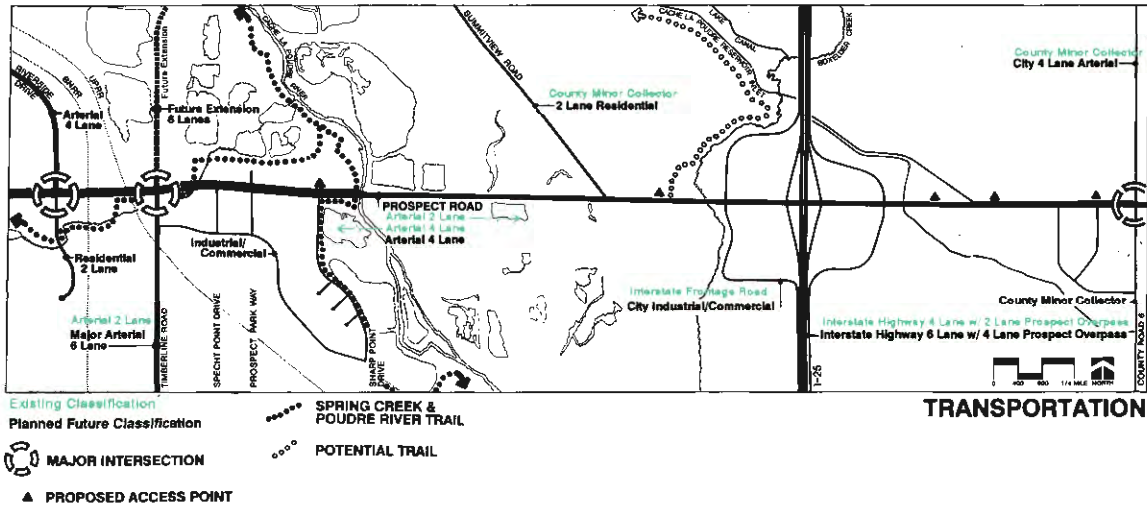 RIVERSIDE
DRIVE
Arterial
4 Lane
BNRR
UPRR
Future Extension
Future Extension
6 Lanes
CACHE LA POUDRE
RIVER
SUMMITVIEW ROAD
County Minor Collector
2 Lane Residential
CACHE LA POUDRE RESERVOIR INLET
LAKE
CANAL
BOXELDER CREEK
County Minor Collector
City 4 Lane Arterial
PROSPECT ROAD
Arterial 2 Lane
Arterial 4 Lane
Arterial 4 Lane
Residential
2 Lane
Industrial/
Commercial
Arterial 2 Lane
Major Arterial
6 Lane
TIMBERLINE ROAD
SPECHT POINT DRIVE
PROSPECT PARK WAY
SHARP POINT
DRIVE
Interstate Frontage Road
City Industrial/Commercial
County Minor Collector
Interstate Highway 4 Lane w/ 2 Lane Prospect Overpass
Interstate Highway 6 Lane w/ 4 Lane Prospect Overpass
I-25
COUNTY ROAD 5
0 400 800 1/4 MILE NORTH
TRANSPORTATION
Existing Classification
Planned Future Classification
MAJOR INTERSECTION
PROPOSED ACCESS POINT
SPRING CREEK &
POUDRE RIVER TRAIL
POTENTIAL TRAIL